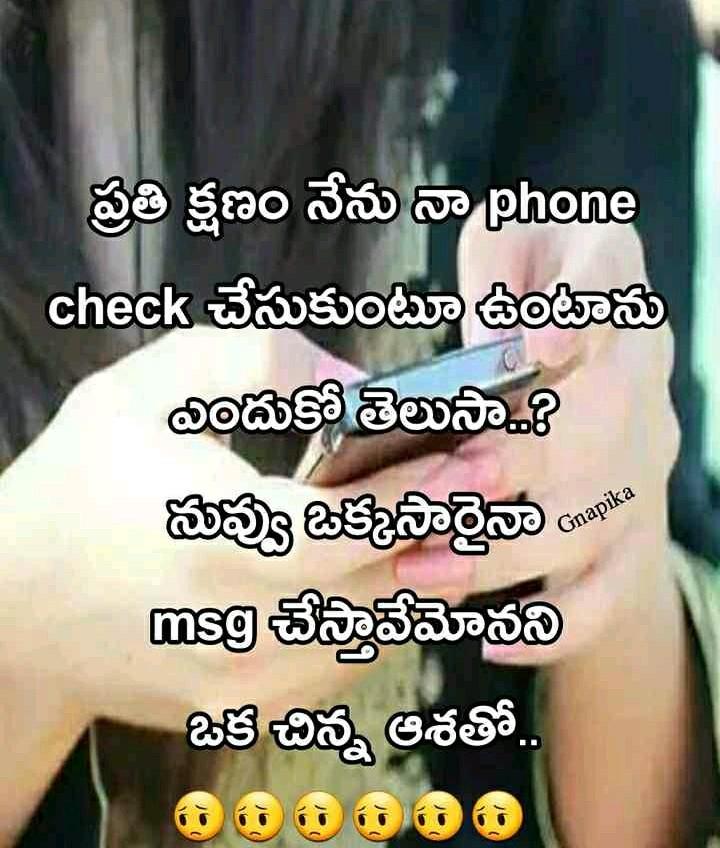 ప్రతి క్షణం నేను నా phone
check చేసుకుంటూ ఉంటాను
ఎందుకో తెలుసా..?
నువ్వు ఒక్కసారైనా
Gnapika
msg చేస్తావేమోనని
ఒక చిన్న ఆశతో..
😔😔😔😔😔😔